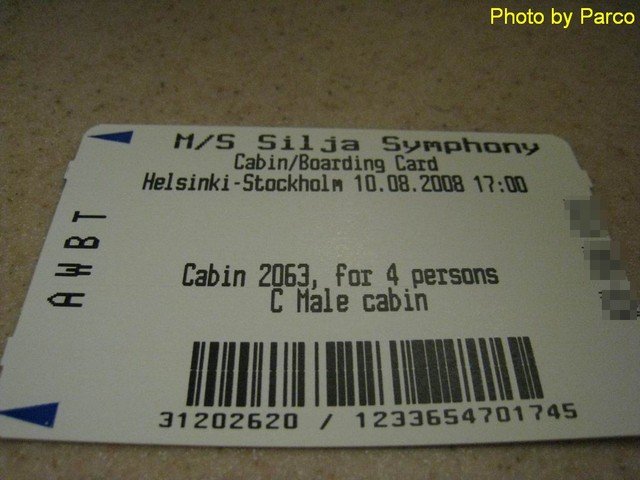 Photo by Parco
M/S Silja Symphony
Cabin/Boarding Card
Helsinki-Stockholm 10.08.2008 17:00
AWBT
Cabin 2063, for 4 persons
C Male cabin
31202620 / 1233654701745